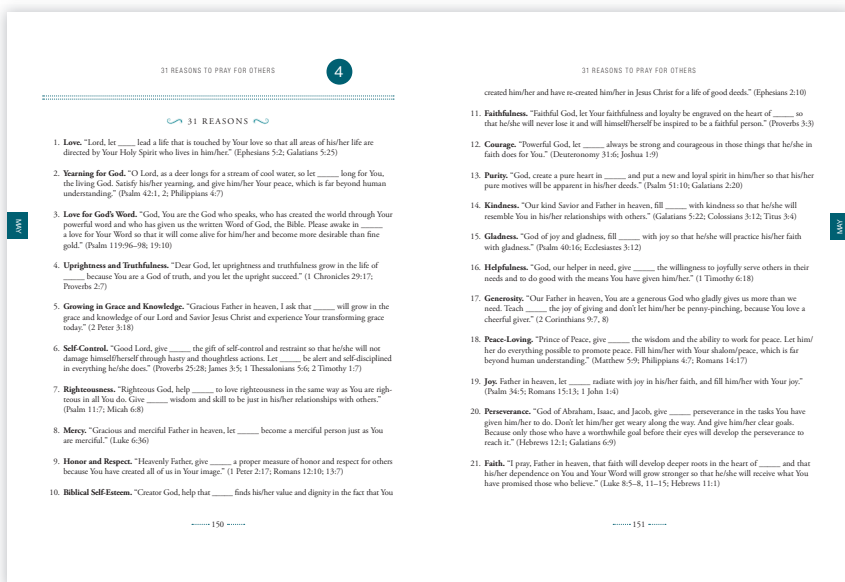 31 REASONS TO PRAY FOR OTHERS
4
31 REASONS
1. Love. “Lord, let ____ lead a life that is touched by Your love so that all areas of his/her life are
directed by Your Holy Spirit who lives in him/her.” (Ephesians 5:2; Galatians 5:25)
2. Yearning for God. “O Lord, as a deer longs for a stream of cool water, so let _____ long for You,
the living God. Satisfy his/her yearning, and give him/her Your peace, which is far beyond human
understanding.” (Psalm 42:1, 2; Philippians 4:7)
3. Love for God’s Word. “God, You are the God who speaks, who has created the world through Your
powerful word and who has given us the written Word of God, the Bible. Please awake in _____
a love for Your Word so that it will come alive for him/her and become more desirable than fine
gold.” (Psalm 119:96–98; 19:10)
4. Uprightness and Truthfulness. “Dear God, let uprightness and truthfulness grow in the life of
_____ because You are a God of truth, and you let the upright succeed.” (1 Chronicles 29:17;
Proverbs 2:7)
5. Growing in Grace and Knowledge. “Gracious Father in heaven, I ask that _____ will grow in the
grace and knowledge of our Lord and Savior Jesus Christ and experience Your transforming grace
today.” (2 Peter 3:18)
6. Self-Control. “Good Lord, give _____ the gift of self-control and restraint so that he/she will not
damage himself/herself through hasty and thoughtless actions. Let _____ be alert and self-disciplined
in everything he/she does.” (Proverbs 25:28; James 3:5; 1 Thessalonians 5:6; 2 Timothy 1:7)
7. Righteousness. “Righteous God, help _____ to love righteousness in the same way as You are righ-
teous in all You do. Give _____ wisdom and skill to be just in his/her relationships with others.”
(Psalm 11:7; Micah 6:8)
8. Mercy. “Gracious and merciful Father in heaven, let _____ become a merciful person just as You
are merciful.” (Luke 6:36)
9. Honor and Respect. “Heavenly Father, give _____ a proper measure of honor and respect for others
because You have created all of us in Your image.” (1 Peter 2:17; Romans 12:10; 13:7)
10. Biblical Self-Esteem. “Creator God, help that _____ finds his/her value and dignity in the fact that You
MAY
150
31 REASONS TO PRAY FOR OTHERS
created him/her and have re-created him/her in Jesus Christ for a life of good deeds.” (Ephesians 2:10)
11. Faithfulness. “Faithful God, let Your faithfulness and loyalty be engraved on the heart of _____ so
that he/she will never lose it and will himself/herself be inspired to be a faithful person.” (Proverbs 3:3)
12. Courage. “Powerful God, let _____ always be strong and courageous in those things that he/she in
faith does for You.” (Deuteronomy 31:6; Joshua 1:9)
13. Purity. “God, create a pure heart in _____ and put a new and loyal spirit in him/her so that his/her
pure motives will be apparent in his/her deeds.” (Psalm 51:10; Galatians 2:20)
14. Kindness. “Our kind Savior and Father in heaven, fill _____ with kindness so that he/she will
resemble You in his/her relationships with others.” (Galatians 5:22; Colossians 3:12; Titus 3:4)
15. Gladness. “God of joy and gladness, fill _____ with joy so that he/she will practice his/her faith
with gladness.” (Psalm 40:16; Ecclesiastes 3:12)
16. Helpfulness. “God, our helper in need, give _____ the willingness to joyfully serve others in their
needs and to do good with the means You have given him/her.” (1 Timothy 6:18)
17. Generosity. “Our Father in heaven, You are a generous God who gladly gives us more than we
need. Teach _____ the joy of giving and don’t let him/her be penny-pinching, because You love a
cheerful giver.” (2 Corinthians 9:7, 8)
18. Peace-Loving. “Prince of Peace, give _____ the wisdom and the ability to work for peace. Let him/
her do everything possible to promote peace. Fill him/her with Your shalom/peace, which is far
beyond human understanding.” (Matthew 5:9; Philippians 4:7; Romans 14:17)
19. Joy. Father in heaven, let _____ radiate with joy in his/her faith, and fill him/her with Your joy.”
(Psalm 34:5; Romans 15:13; 1 John 1:4)
20. Perseverance. “God of Abraham, Isaac, and Jacob, give _____ perseverance in the tasks You have
given him/her to do. Don’t let him/her get weary along the way. And give him/her clear goals.
Because only those who have a worthwhile goal before their eyes will develop the perseverance to
reach it.” (Hebrews 12:1; Galatians 6:9)
21. Faith. “I pray, Father in heaven, that faith will develop deeper roots in the heart of _____ and that
his/her dependence on You and Your Word will grow stronger so that he/she will receive what You
have promised those who believe.” (Luke 8:5–8, 11–15; Hebrews 11:1)
MAY
151